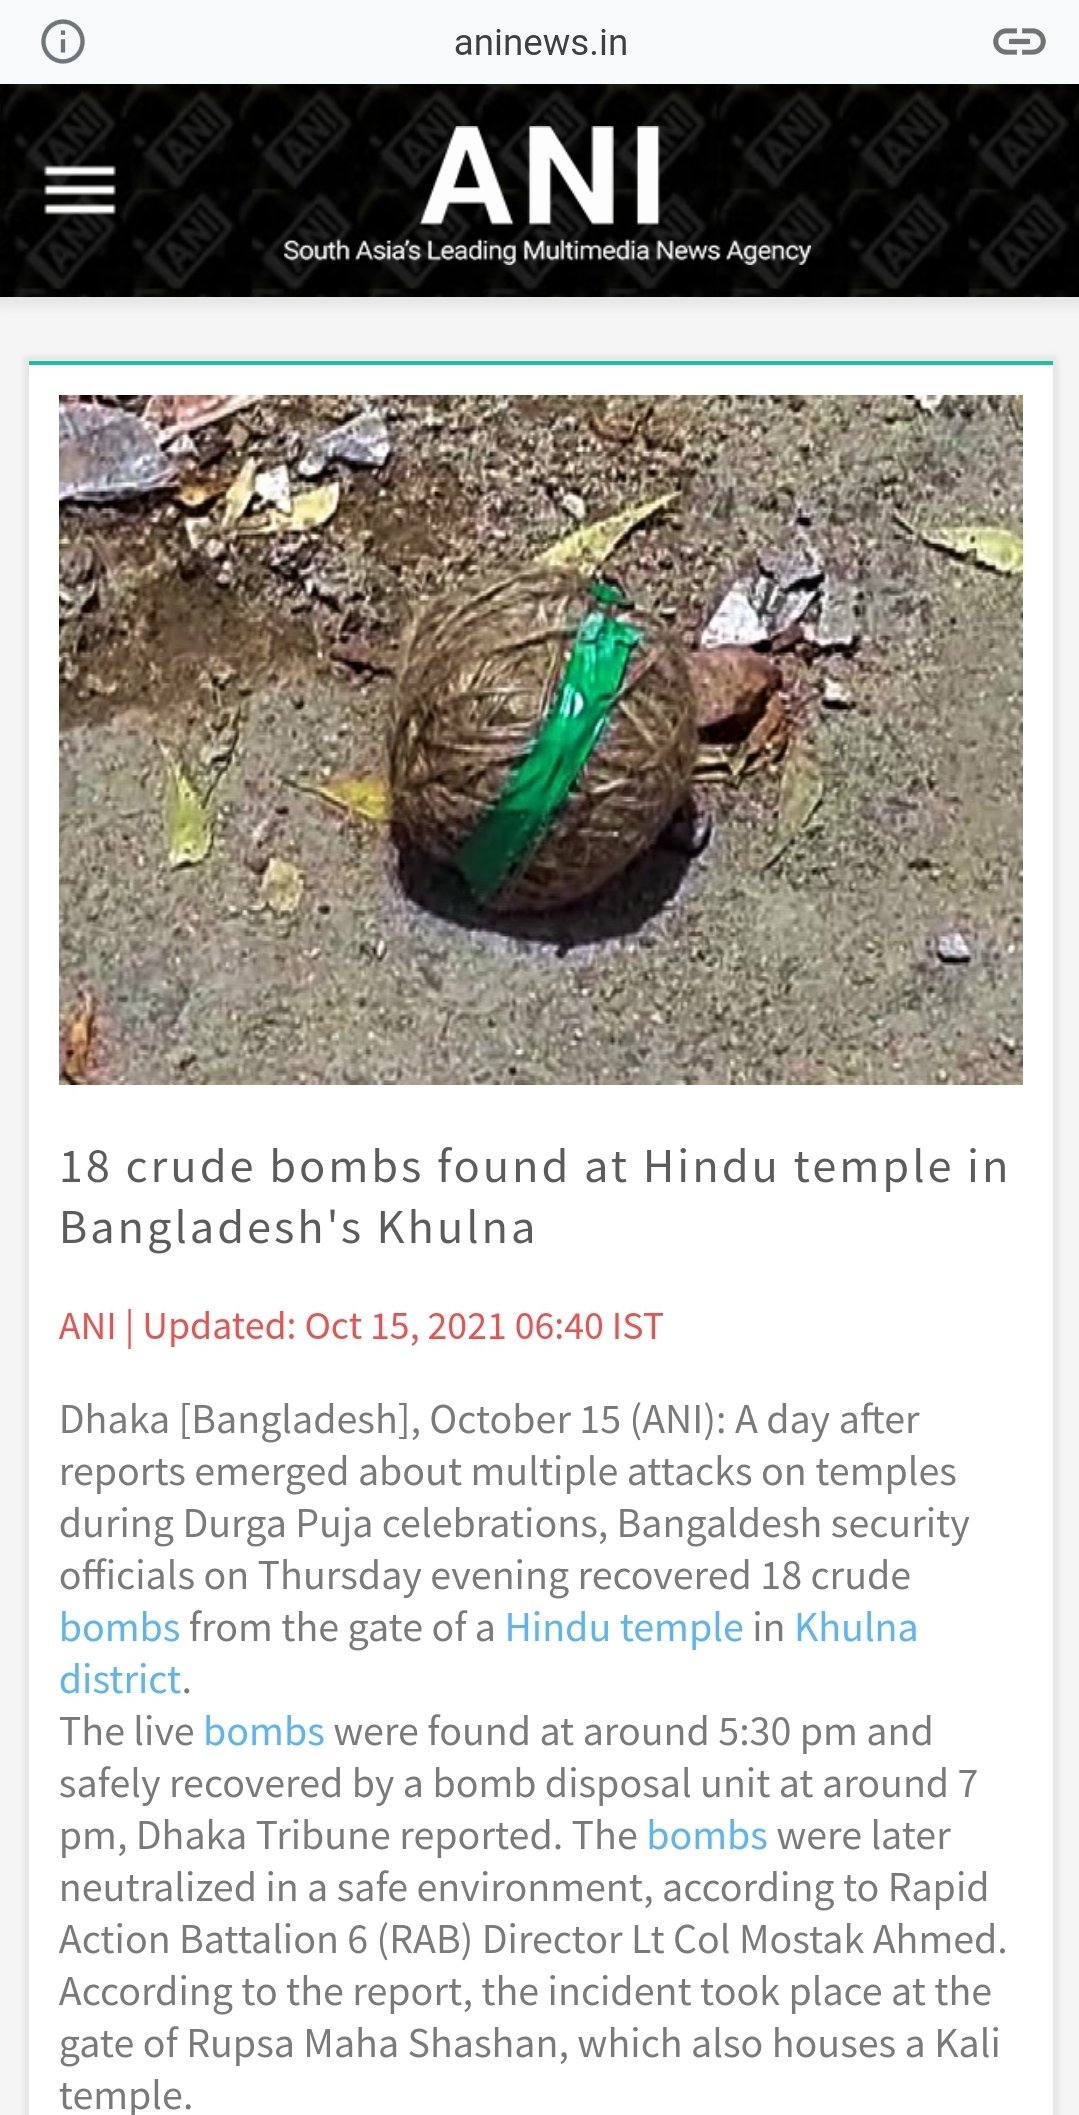 aninews.in
ANI
South Asia's Leading Multimedia News Agency
18 crude bombs found at Hindu temple in
Bangladesh's Khulna
ANI | Updated: Oct 15, 2021 06:40 IST
Dhaka [Bangladesh], October 15 (ANI): A day after
reports emerged about multiple attacks on temples
during Durga Puja celebrations, Bangaldesh security
officials on Thursday evening recovered 18 crude
bombs from the gate of a Hindu temple in Khulna
district.
The live bombs were found at around 5:30 pm and
safely recovered by a bomb disposal unit at around 7
pm, Dhaka Tribune reported. The bombs were later
neutralized in a safe environment, according to Rapid
Action Battalion 6 (RAB) Director Lt Col Mostak Ahmed.
According to the report, the incident took place at the
gate of Rupsa Maha Shashan, which also houses a Kali
temple.